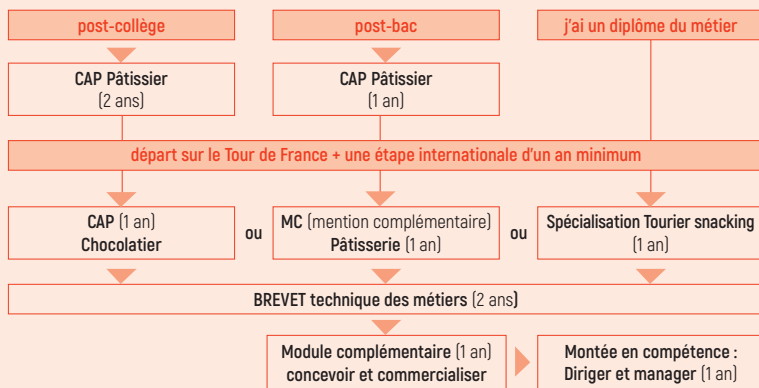 post-collège
post-bac
j'ai un diplôme du métier
CAP Pâtissier
(2 ans)
CAP Pâtissier
(1 an)
départ sur le Tour de France + une étape internationale d'un an minimum
CAP (1 an)
Chocolatier
ou
MC (mention complémentaire)
Pâtisserie (1 an)
ou
Spécialisation Tourier snacking
(1 an)
BREVET technique des métiers (2 ans)
Module complémentaire (1 an)
concevoir et commercialiser
Montée en compétence :
Diriger et manager (1 an)